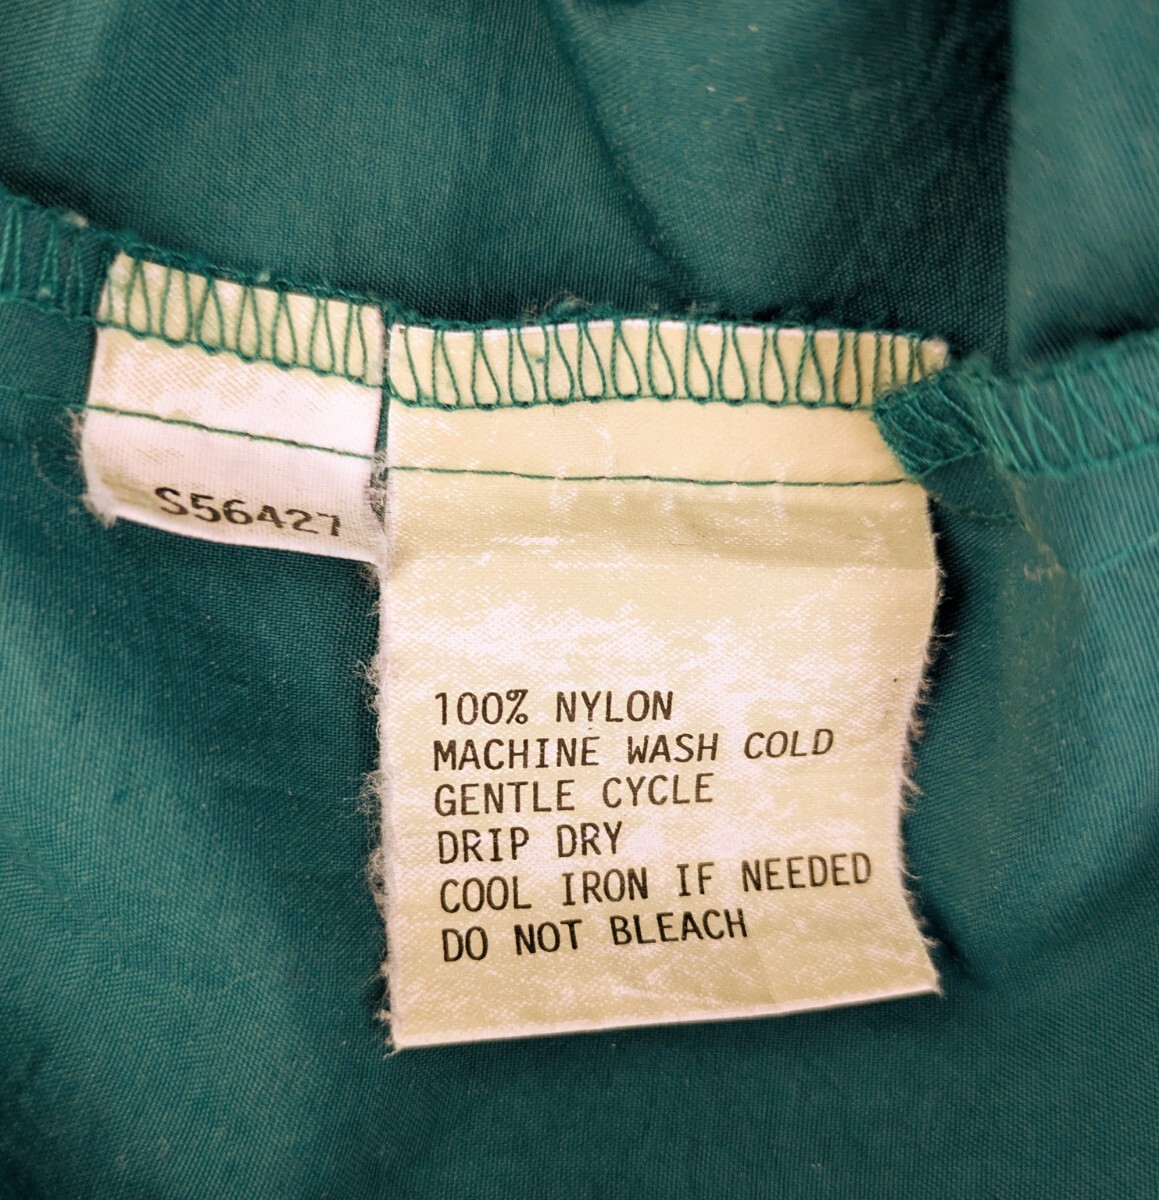 S56427
100% NYLON
MACHINE WASH COLD
GENTLE CYCLE
DRIP DRY
COOL IRON IF NEEDED
DO NOT BLEACH